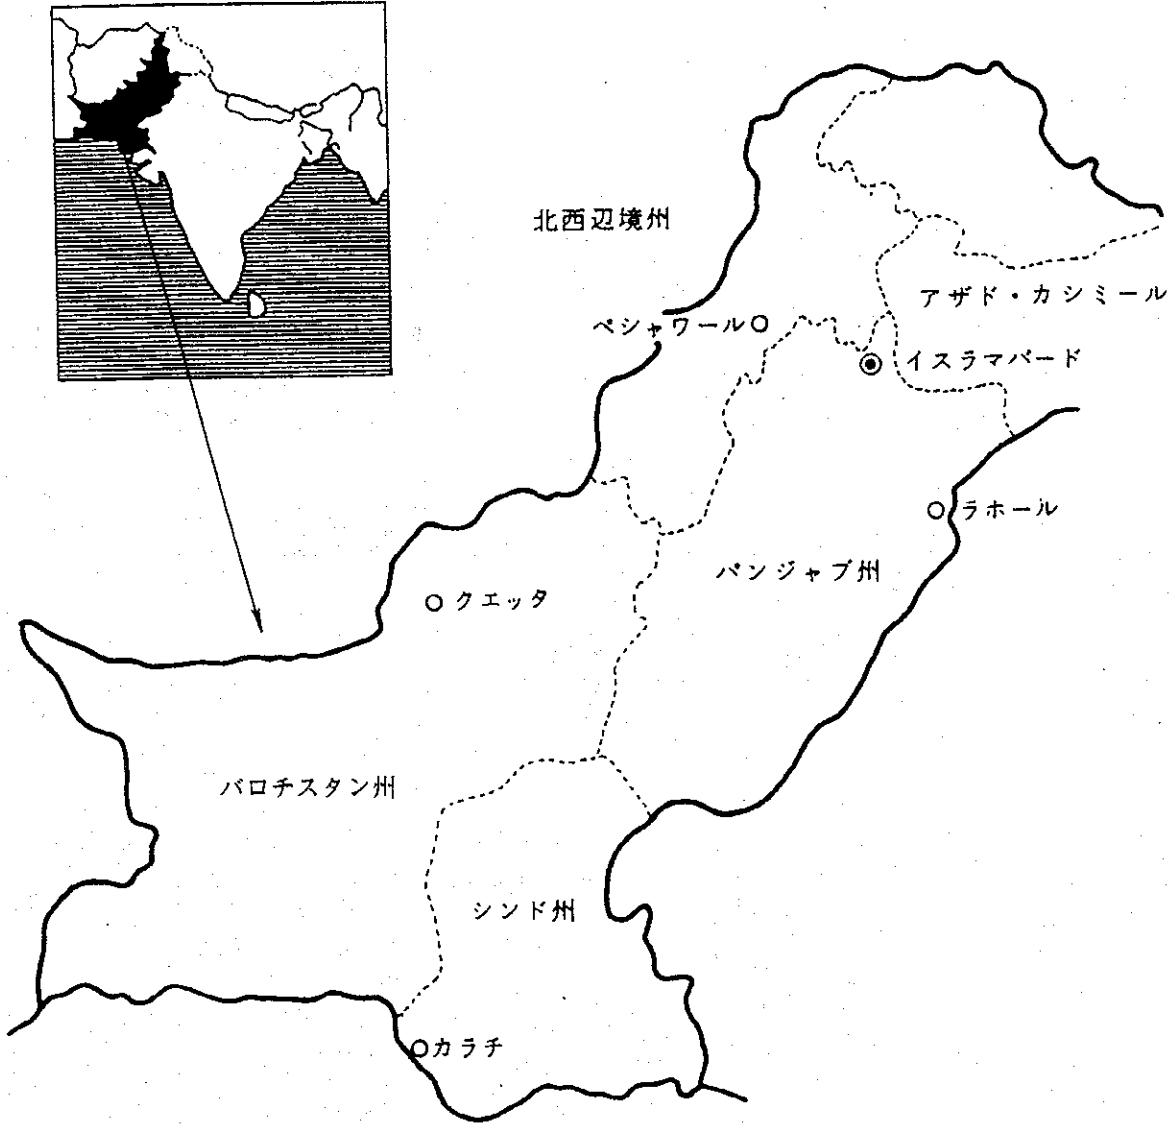 北西辺境州
アザド・カシミール
ペシャワール
イスラマバード
ラホール
パンジャブ州
クエッタ
バロチスタン州
シンド州
カラチ